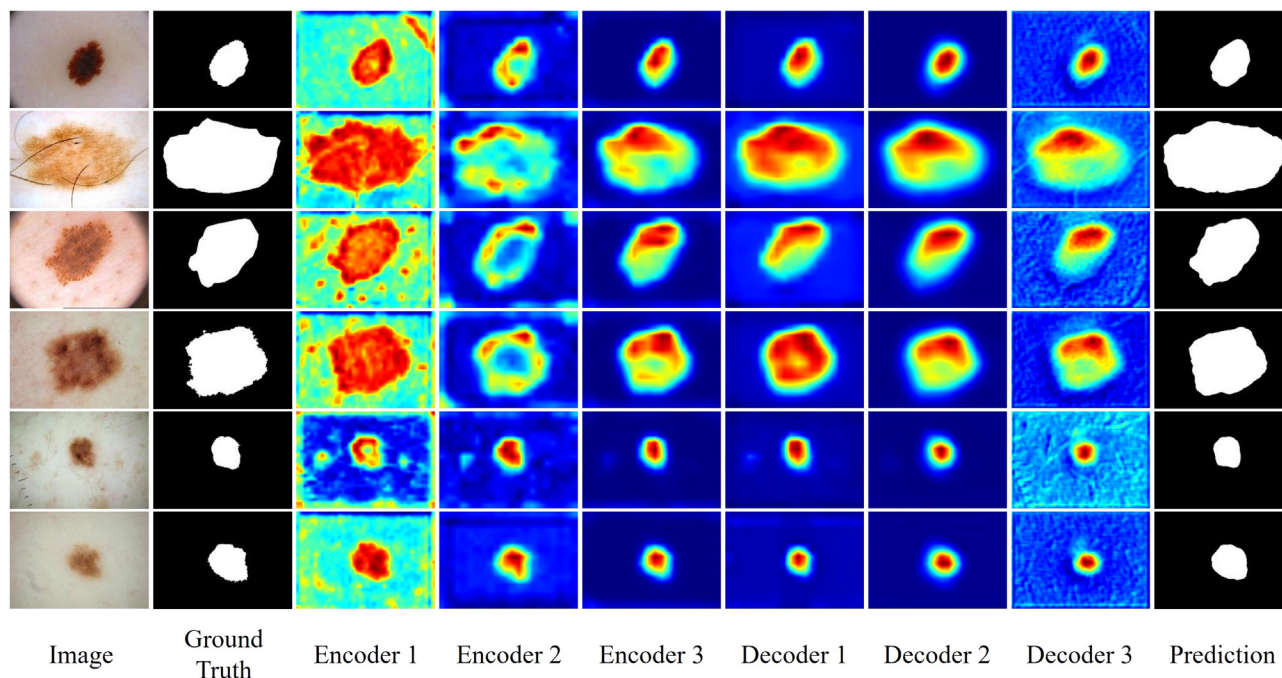 Image
Ground
Truth
Encoder 1
Encoder 2
Encoder 3
Decoder 1
Decoder 2
Decoder 3
Prediction